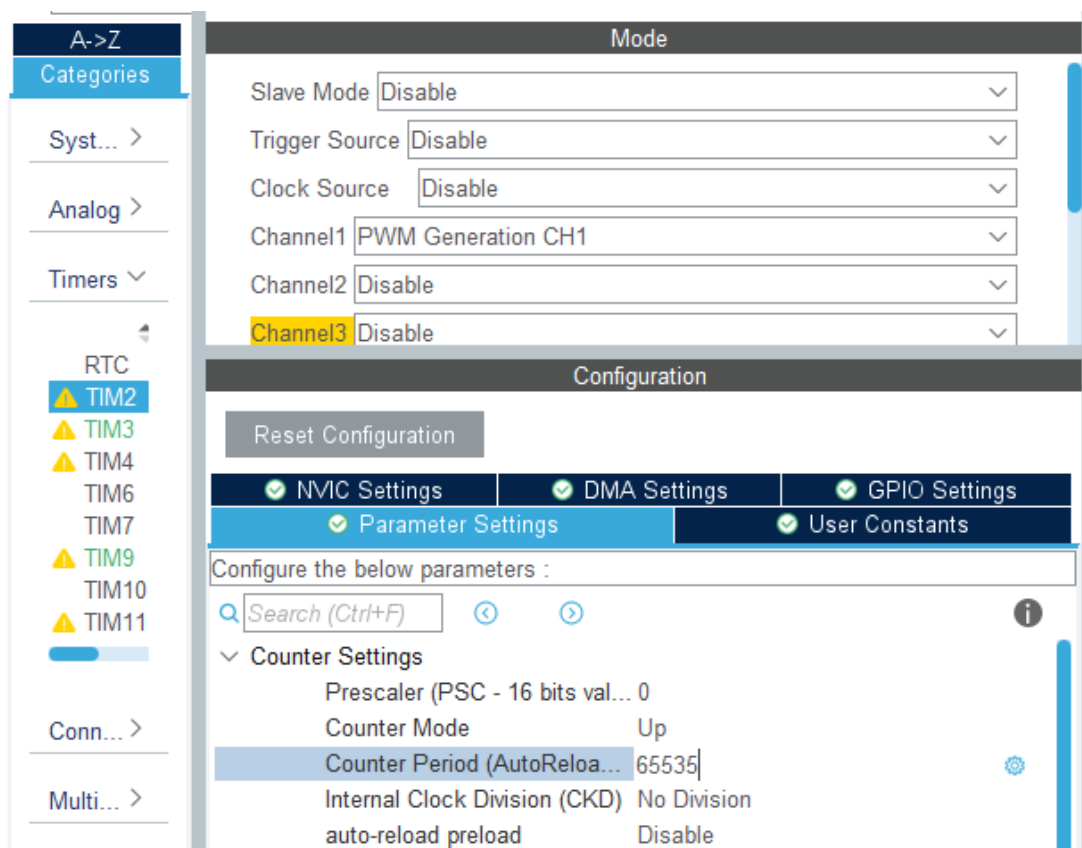 A->Z
Categories
Syst...
Analog
Timers
RTC
TIM2
TIM3
TIM4
TIM6
TIM7
TIM9
TIM10
TIM11
Conn...
Multi...
Mode
Slave Mode Disable
Trigger Source Disable
Clock Source Disable
Channel1 PWM Generation CH1
Channel2 Disable
Channel3 Disable
Configuration
Reset Configuration
NVIC Settings DMA Settings GPIO Settings
Parameter Settings User Constants
Configure the below parameters :
Search (Ctrl+F)
Counter Settings
Prescaler (PSC - 16 bits val... 0
Counter Mode Up
Counter Period (AutoReloa... 65535
Internal Clock Division (CKD) No Division
auto-reload preload Disable